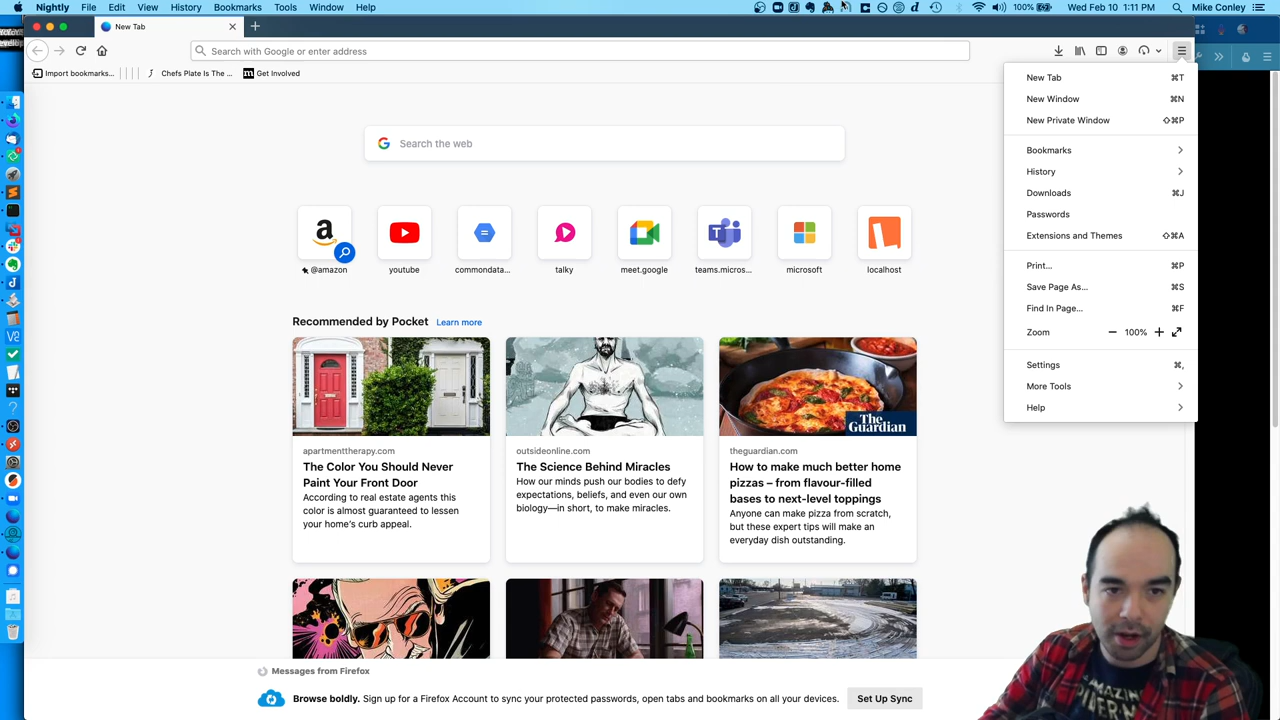 Nightly File Edit View History Bookmarks Tools Window Help
100% Wed Feb 10 1:11 PM Mike Conley
New Tab
Search with Google or enter address
Import bookmarks... Chefs Plate Is The ... Get Involved
New Tab ⌘T
New Window ⌘N
New Private Window ⇧⌘P
Bookmarks
History
Downloads ⌘J
Passwords
Extensions and Themes ⇧⌘A
Print... ⌘P
Save Page As... ⌘S
Find In Page... ⌘F
Zoom 100%
Settings ⌘,
More Tools
Help
Search the web
@amazon youtube commondata... talky meet.google teams.micros... microsoft localhost
Recommended by Pocket Learn more
apartmenttherapy.com
The Color You Should Never
Paint Your Front Door
According to real estate agents this
color is almost guaranteed to lessen
your home's curb appeal.
outsideonline.com
The Science Behind Miracles
How our minds push our bodies to defy
expectations, beliefs, and even our own
biology—in short, to make miracles.
The
Guardian
theguardian.com
How to make much better home
pizzas – from flavour-filled
bases to next-level toppings
Anyone can make pizza from scratch,
but these expert tips will make an
everyday dish outstanding.
Messages from Firefox
Browse boldly. Sign up for a Firefox Account to sync your protected passwords, open tabs and bookmarks on all your devices. Set Up Sync